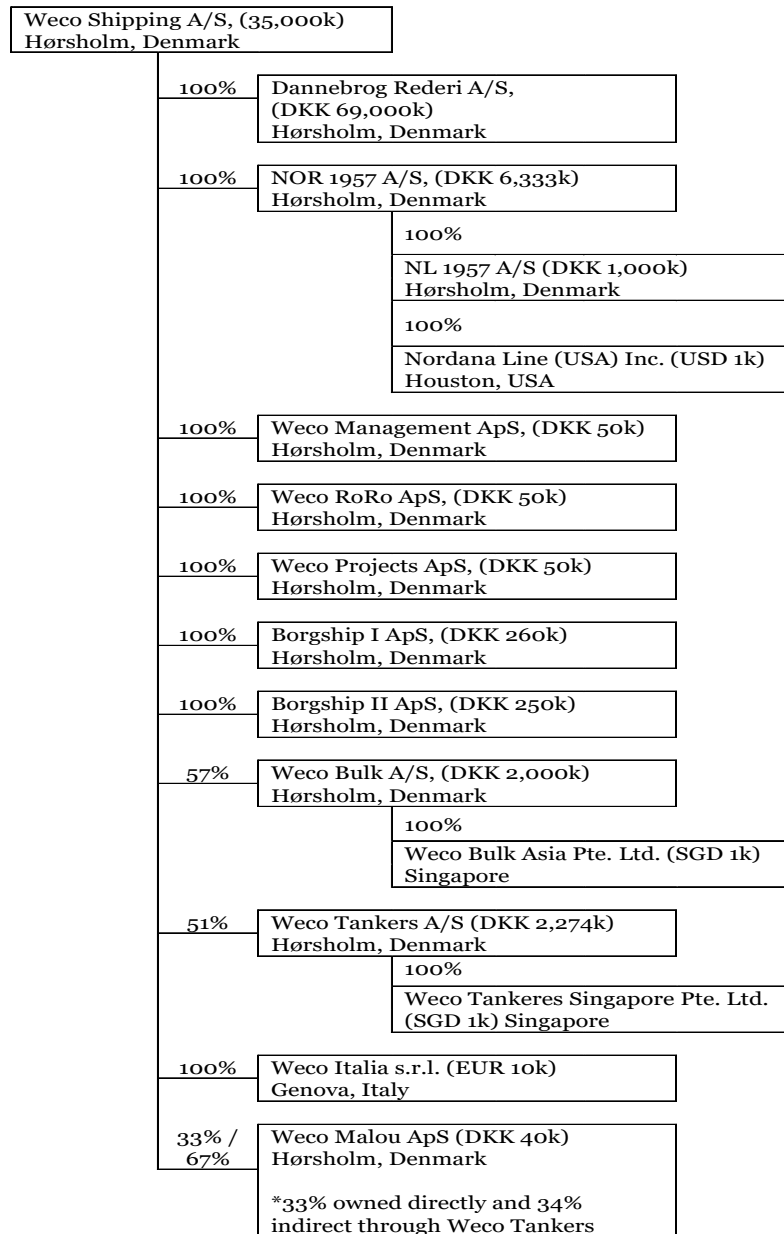 Weco Shipping A/S, (35,000k)
Hørsholm, Denmark
100%
Dannebrog Rederi A/S,
(DKK 69,000k)
Hørsholm, Denmark
100%
NOR 1957 A/S, (DKK 6,333k)
Hørsholm, Denmark
100%
NL 1957 A/S (DKK 1,000k)
Hørsholm, Denmark
100%
Nordana Line (USA) Inc. (USD 1k)
Houston, USA
100%
Weco Management ApS, (DKK 50k)
Hørsholm, Denmark
100%
Weco RoRo ApS, (DKK 50k)
Hørsholm, Denmark
100%
Weco Projects ApS, (DKK 50k)
Hørsholm, Denmark
100%
Borgship I ApS, (DKK 260k)
Hørsholm, Denmark
100%
Borgship II ApS, (DKK 250k)
Hørsholm, Denmark
57%
Weco Bulk A/S, (DKK 2,000k)
Hørsholm, Denmark
100%
Weco Bulk Asia Pte. Ltd. (SGD 1k)
Singapore
51%
Weco Tankers A/S (DKK 2,274k)
Hørsholm, Denmark
100%
Weco Tankeres Singapore Pte. Ltd.
(SGD 1k) Singapore
100%
Weco Italia s.r.l. (EUR 10k)
Genova, Italy
33% /
67%
Weco Malou ApS (DKK 40k)
Hørsholm, Denmark
*33% owned directly and 34%
indirect through Weco Tankers